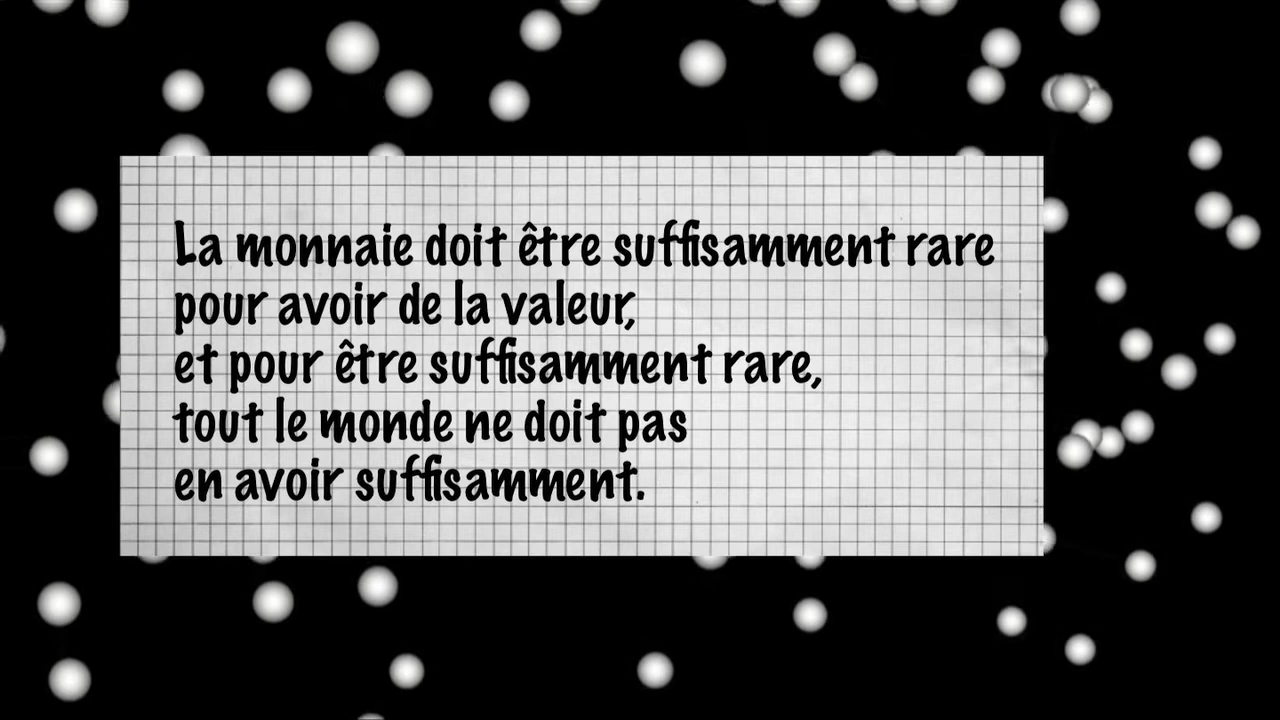 La monnaie doit être suffisamment rare
pour avoir de la valeur,
et pour être suffisamment rare,
tout le monde ne doit pas
en avoir suffisamment.